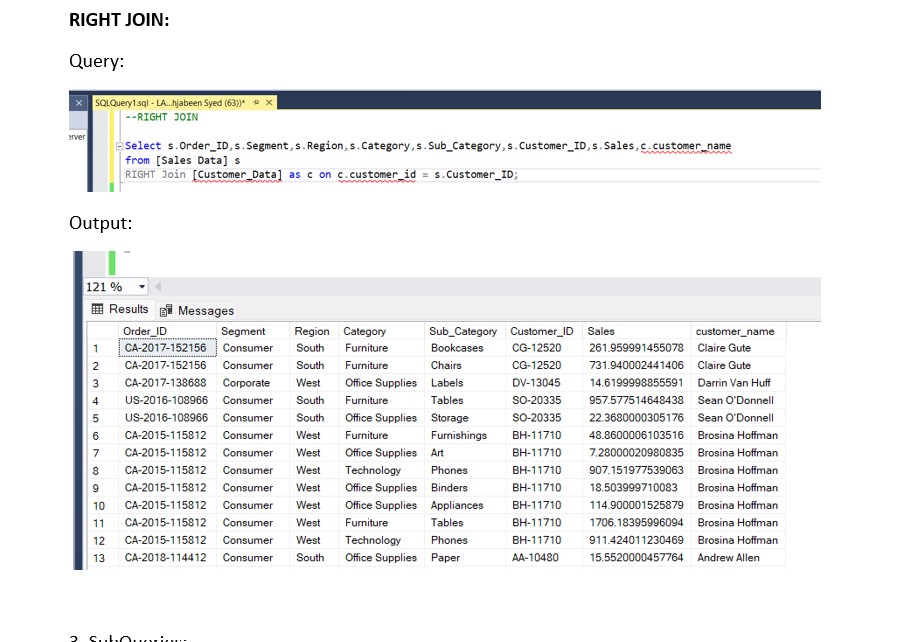 RIGHT JOIN:
Query:
SQLQuery1.sql - LA...hjabeen Syed (63))*
erver
--RIGHT JOIN
Select s.Order_ID,s.Segment,s.Region,s.Category,s.Sub_Category,s.Customer_ID,s.Sales,c.customer_name
from [Sales Data] s
RIGHT Join [Customer_Data] as c on c.customer_id = s.Customer_ID;
Output:
121 %
Results Messages
Order_ID Segment Region Category Sub_Category Customer_ID Sales customer_name
1 CA-2017-152156 Consumer South Furniture Bookcases CG-12520 261.959991455078 Claire Gute
2 CA-2017-152156 Consumer South Furniture Chairs CG-12520 731.940002441406 Claire Gute
3 CA-2017-138688 Corporate West Office Supplies Labels DV-13045 14.6199998855591 Darrin Van Huff
4 US-2016-108966 Consumer South Furniture Tables SO-20335 957.577514648438 Sean O'Donnell
5 US-2016-108966 Consumer South Office Supplies Storage SO-20335 22.3680000305176 Sean O'Donnell
6 CA-2015-115812 Consumer West Furniture Furnishings BH-11710 48.8600006103516 Brosina Hoffman
7 CA-2015-115812 Consumer West Office Supplies Art BH-11710 7.28000020980835 Brosina Hoffman
8 CA-2015-115812 Consumer West Technology Phones BH-11710 907.151977539063 Brosina Hoffman
9 CA-2015-115812 Consumer West Office Supplies Binders BH-11710 18.503999710083 Brosina Hoffman
10 CA-2015-115812 Consumer West Office Supplies Appliances BH-11710 114.900001525879 Brosina Hoffman
11 CA-2015-115812 Consumer West Furniture Tables BH-11710 1706.18395996094 Brosina Hoffman
12 CA-2015-115812 Consumer West Technology Phones BH-11710 911.424011230469 Brosina Hoffman
13 CA-2018-114412 Consumer South Office Supplies Paper AA-10480 15.5520000457764 Andrew Allen